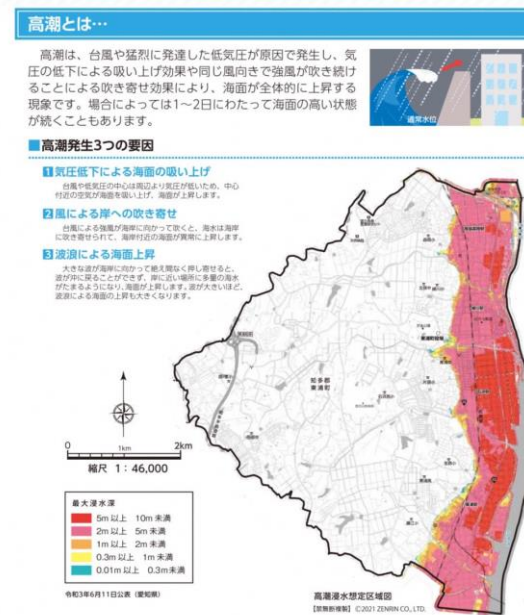 高潮とは…
高潮は、台風や猛烈に発達した低気圧が原因で発生し、気
圧の低下による吸い上げ効果や同じ風向きで強風が吹き続け
ることによる吹き寄せ効果により、海面が全体的に上昇する
現象です。場合によっては1〜2日にわたって海面の高い状態
が続くこともあります。
通常水位
■高潮発生3つの要因
1 気圧低下による海面の吸い上げ
台風や低気圧の中心は周辺より気圧が低いため、中心
付近の空気が海面を吸い上げ、海面が上昇します。
2 風による岸への吹き寄せ
台風による強風が海岸に向かって吹くと、海水は海岸
に吹き寄せられて、海岸付近の海面が異常に上昇します。
3 波浪による海面上昇
大きな波が海岸に向かって絶え間なく押し寄せると、
波が沖に戻ることができず、岸に近い場所に多量の海水
がたまるようになり、海面が上昇します。波が大きいほど、
波浪による海面の上昇も大きくなります。
知多郡
東浦町
0 1km 2km
縮尺 1：46,000
最大浸水深
5m 以上 10m 未満
2m 以上 5m 未満
1m 以上 2m 未満
0.3m 以上 1m 未満
0.01m 以上 0.3m未満
令和3年6月11日公表（愛知県）
高潮浸水想定区域図
【禁無断複製】 ©2021 ZENRIN CO., LTD.